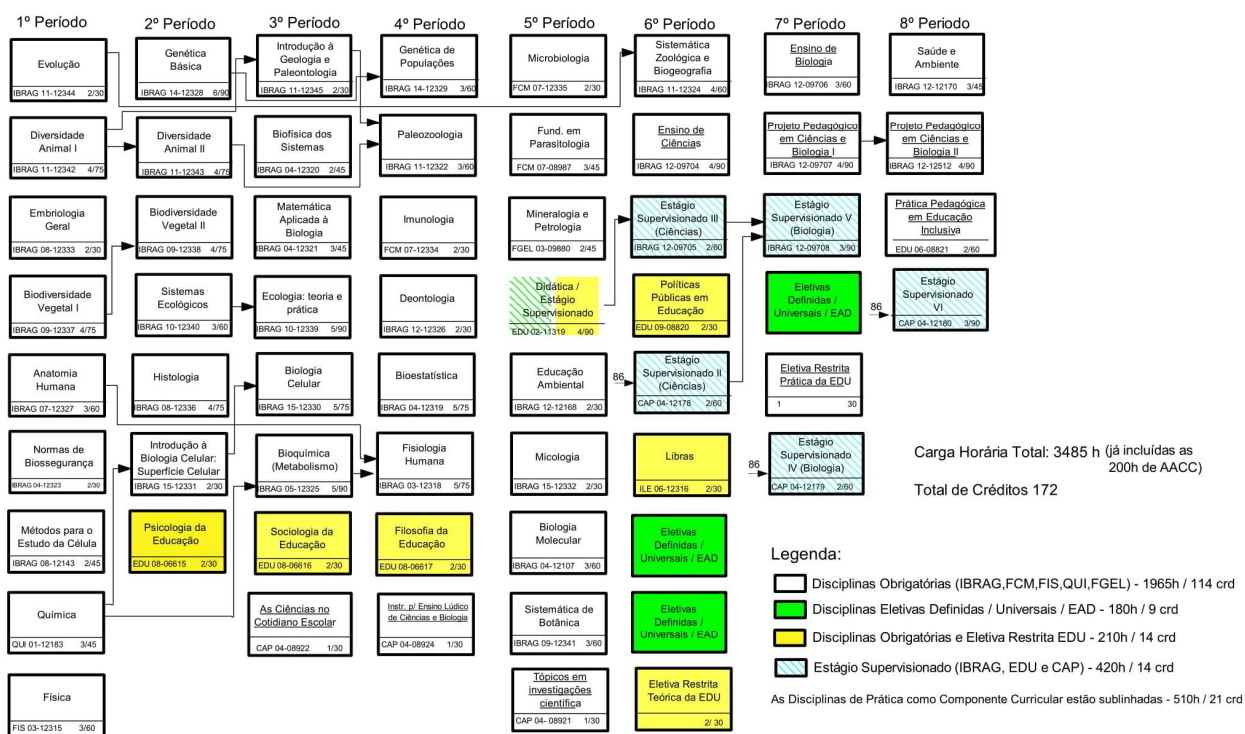 1º Período
Evolução
IBRAG 11-12344 2/30
Diversidade
Animal I
IBRAG 11-12342 4/75
Embriologia
Geral
IBRAG 08-12333 2/30
Biodiversidade
Vegetal I
IBRAG 09-12337 4/75
Anatomia
Humana
IBRAG 07-12327 3/60
Normas de
Biossegurança
IBRAG 04-12323 2/30
Métodos para o
Estudo da Célula
IBRAG 08-12143 2/45
Química
QUI 01-12183 3/45
Física
FIS 03-12315 3/60
2º Período
Genética
Básica
IBRAG 14-12328 6/90
Diversidade
Animal II
IBRAG 11-12343 4/75
Biodiversidade
Vegetal II
IBRAG 09-12338 4/75
Sistemas
Ecológicos
IBRAG 10-12340 3/60
Histologia
IBRAG 08-12336 4/75
Introdução à
Biologia Celular:
Superfície Celular
IBRAG 15-12331 2/30
Psicologia da
Educação
EDU 08-06615 2/30
3º Período
Introdução à
Geologia e
Paleontologia
IBRAG 11-12345 2/30
Biofísica dos
Sistemas
IBRAG 04-12320 2/45
Matemática
Aplicada à
Biologia
IBRAG 04-12321 3/45
Ecologia: teoria e
prática
IBRAG 10-12339 5/90
Biologia
Celular
IBRAG 15-12330 5/75
Bioquímica
(Metabolismo)
IBRAG 05-12325 5/90
Sociologia da
Educação
EDU 08-06616 2/30
As Ciências no
Cotidiano Escolar
CAP 04-08922 1/30
4º Período
Genética de
Populações
IBRAG 14-12329 3/60
Paleozoologia
IBRAG 11-12322 3/60
Imunologia
FCM 07-12334 2/30
Deontologia
IBRAG 12-12326 2/30
Bioestatística
IBRAG 04-12319 5/75
Fisiologia
Humana
IBRAG 03-12318 5/75
Filosofia da
Educação
EDU 08-06617 2/30
Instr. p/ Ensino Lúdico
de Ciências e Biologia
CAP 04-08924 1/30
5º Período
Microbiologia
FCM 07-12335 2/30
Fund. em
Parasitologia
FCM 07-08987 3/45
Mineralogia e
Petrologia
FGEL 03-09880 2/45
Didática /
Estágio
Supervisionado
EDU 02-11319 4/90
Educação
Ambiental
IBRAG 12-12168 2/30
Micologia
IBRAG 15-12332 2/30
Biologia
Molecular
IBRAG 04-12107 3/60
Sistemática de
Botânica
IBRAG 09-12341 3/60
Tópicos em
investigações
científica
CAP 04- 08921 1/30
6º Período
Sistemática
Zoológica e
Biogeografia
IBRAG 11-12324 4/60
Ensino de
Ciências
IBRAG 12-09704 4/90
Estágio
Supervisionado III
(Ciências)
IBRAG 12-09705 2/60
Políticas
Públicas em
Educação
EDU 09-08820 2/30
86
Estágio
Supervisionado II
(Ciências)
CAP 04-12178 2/60
Libras
ILE 06-12316 2/30
Eletivas
Definidas /
Universais / EAD
Eletivas
Definidas /
Universais / EAD
Eletiva Restrita
Teórica da EDU
2/ 30
7º Período
Ensino de
Biologia
IBRAG 12-09706 3/60
Projeto Pedagógico
em Ciências e
Biologia I
IBRAG 12-09707 4/90
Estágio
Supervisionado V
(Biologia)
IBRAG 12-09708 3/90
Eletivas
Definidas /
Universais / EAD
Eletiva Restrita
Prática da EDU
1 30
86
Estágio
Supervisionado
IV (Biologia)
CAP 04-12179 2/60
8º Período
Saúde e
Ambiente
IBRAG 12-12170 3/45
Projeto Pedagógico
em Ciências e
Biologia II
IBRAG 12-12512 4/90
Prática Pedagógica
em Educação
Inclusiva
EDU 06-08821 2/60
86
Estágio
Supervisionado
VI
CAP 04-12180 3/90
Carga Horária Total: 3485 h (já incluídas as
200h de AACC)
Total de Créditos 172
Legenda:
Disciplinas Obrigatórias (IBRAG,FCM,FIS,QUI,FGEL) - 1965h / 114 crd
Disciplinas Eletivas Definidas / Universais / EAD - 180h / 9 crd
Disciplinas Obrigatórias e Eletiva Restrita EDU - 210h / 14 crd
Estágio Supervisionado (IBRAG, EDU e CAP) - 420h / 14 crd
As Disciplinas de Prática como Componente Curricular estão sublinhadas - 510h / 21 crd